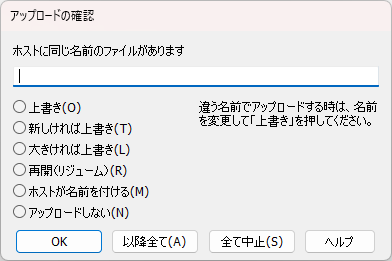 アップロードの確認
ホストに同じ名前のファイルがあります
上書き(O)
新しければ上書き(T)
大きければ上書き(L)
再開(リジューム)(R)
ホストが名前を付ける(M)
アップロードしない(N)
違う名前でアップロードする時は、名前
を変更して「上書き」を押してください。
OK
以降全て(A)
全て中止(S)
ヘルプ